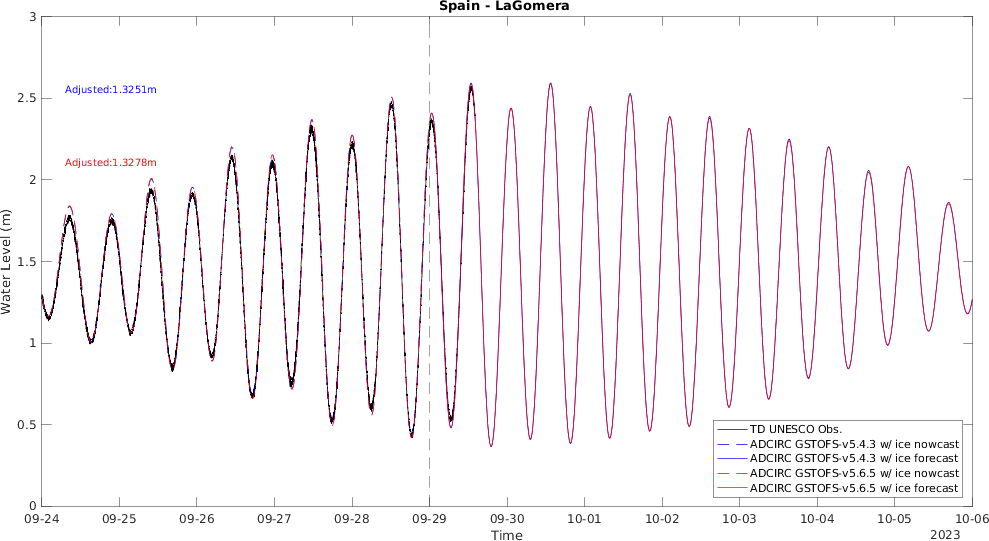 Spain - LaGomera
3
2.5
2
1.5
1
0.5
0
Water Level (m)
Adjusted:1.3251m
Adjusted:1.3278m
TD UNESCO Obs.
ADCIRC GSTOFS-v5.4.3 w/ ice nowcast
ADCIRC GSTOFS-v5.4.3 w/ ice forecast
ADCIRC GSTOFS-v5.6.5 w/ ice nowcast
ADCIRC GSTOFS-v5.6.5 w/ ice forecast
09-24 09-25 09-26 09-27 09-28 09-29 09-30 10-01 10-02 10-03 10-04 10-05 10-06
Time
2023